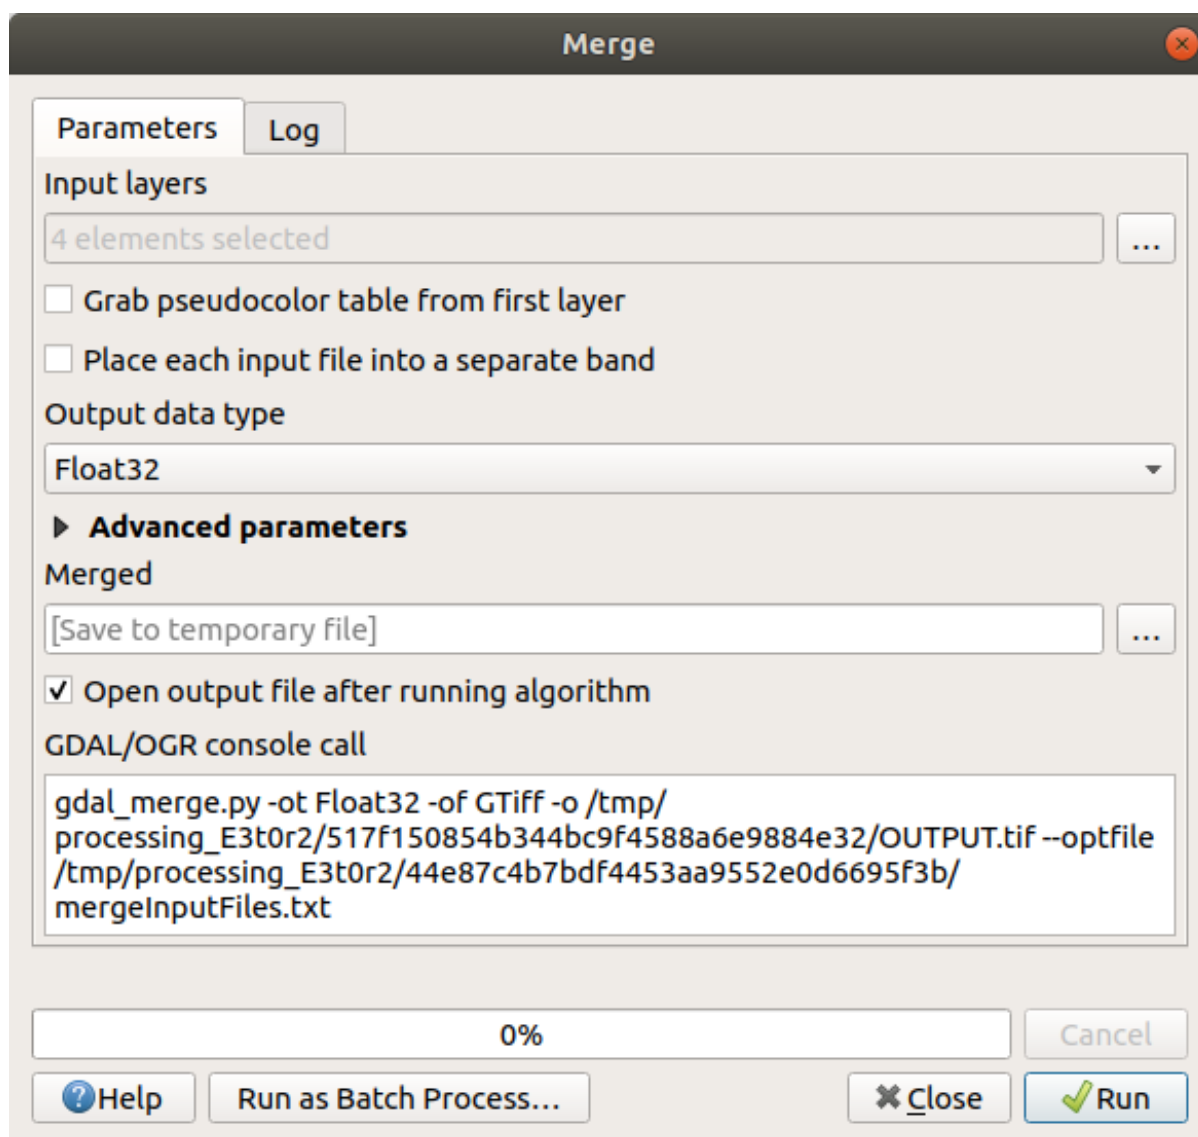 Merge
Parameters
Log
Input layers
4 elements selected
...
Grab pseudocolor table from first layer
Place each input file into a separate band
Output data type
Float32
Advanced parameters
Merged
[Save to temporary file]
...
Open output file after running algorithm
GDAL/OGR console call
gdal_merge.py -ot Float32 -of GTiff -o /tmp/
processing_E3t0r2/517f150854b344bc9f4588a6e9884e32/OUTPUT.tif --optfile
/tmp/processing_E3t0r2/44e87c4b7bdf4453aa9552e0d6695f3b/
mergeInputFiles.txt
0%
Cancel
Help
Run as Batch Process...
Close
Run